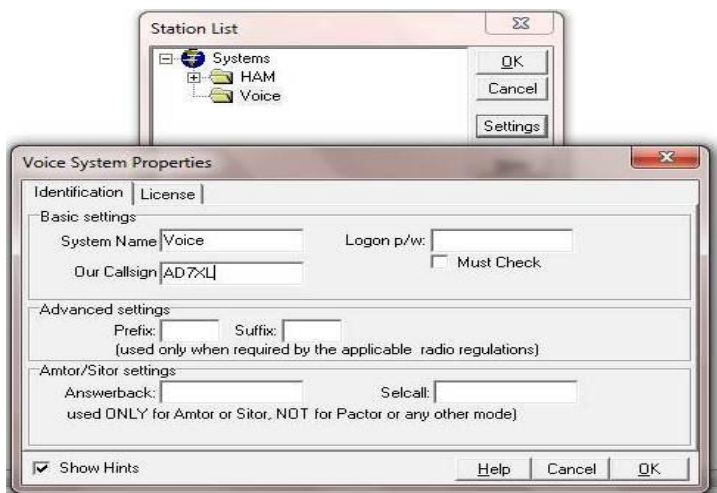 Station List
Systems
HAM
Voice
OK
Cancel
Settings
Voice System Properties
Identification License
Basic settings
System Name Voice Logon p/w:
Must Check
Our Callsign AD7XL
Advanced settings
Prefix: Suffix:
(used only when required by the applicable radio regulations)
Amtor/Sitor settings
Answerback: Selcall:
used ONLY for Amtor or Sitor, NOT for Pactor or any other mode)
Show Hints Help Cancel OK